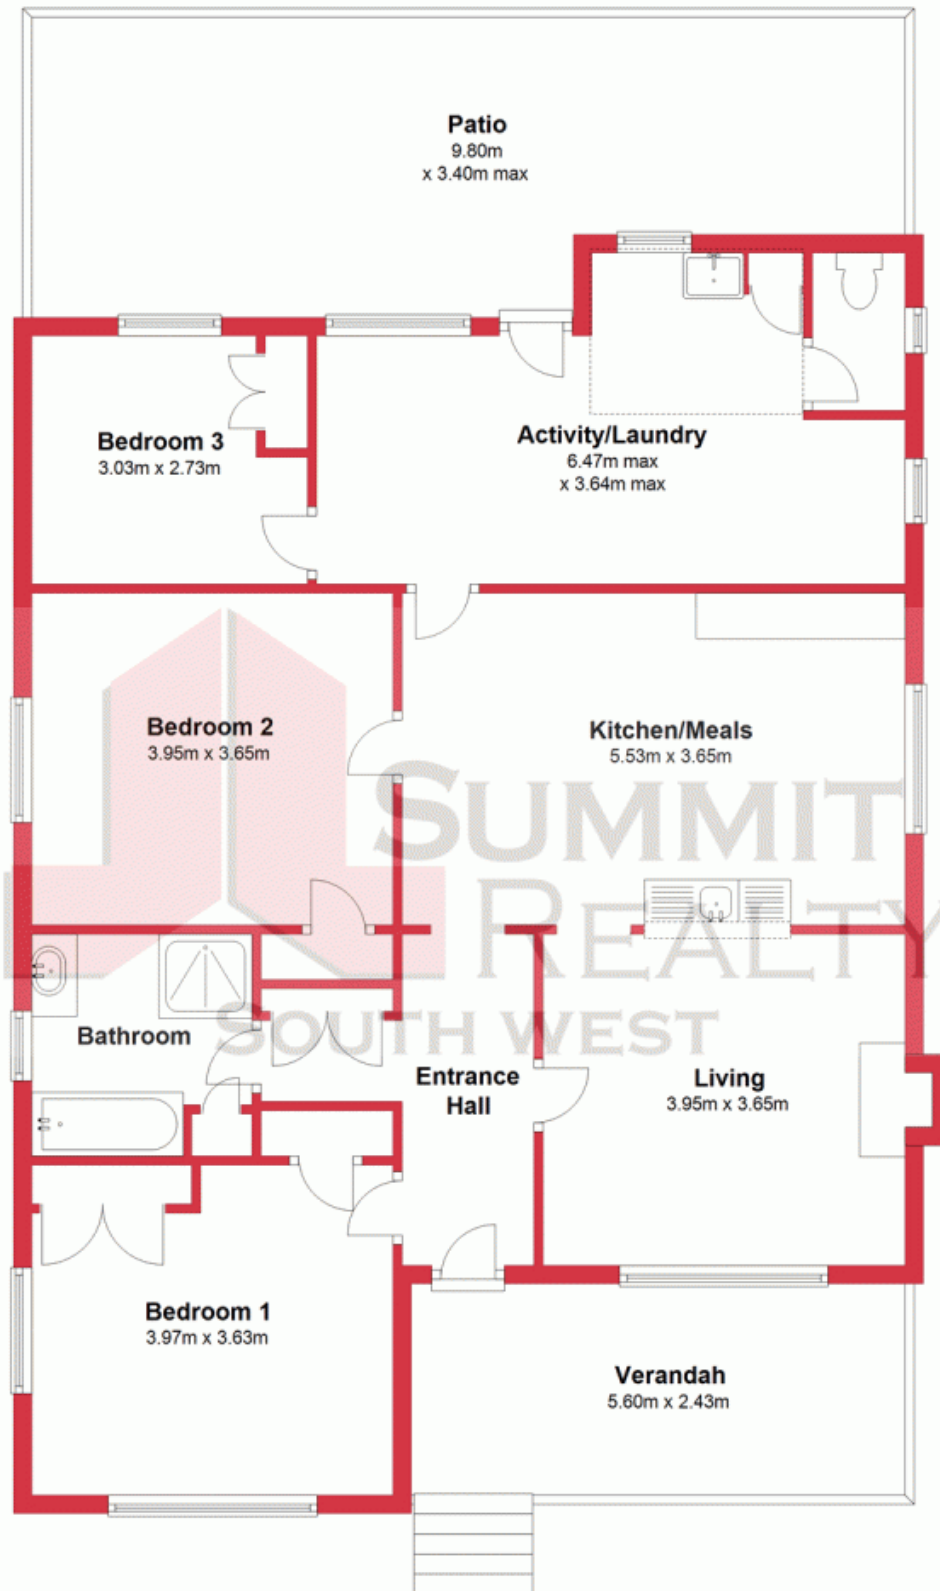 Patio
9.80m
x 3.40m max
Bedroom 3
3.03m x 2.73m
Activity/Laundry
6.47m max
x 3.64m max
Bedroom 2
3.95m x 3.65m
Kitchen/Meals
5.53m x 3.65m
SUMMIT
REALTY
SOUTH WEST
Bathroom
Entrance
Hall
Living
3.95m x 3.65m
Bedroom 1
3.97m x 3.63m
Verandah
5.60m x 2.43m